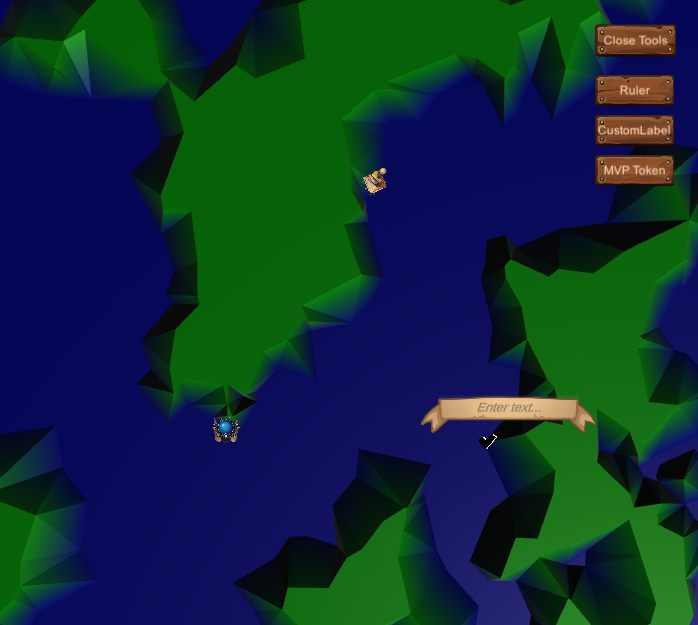 Close Tools
Ruler
CustomLabel
MVP Token
Enter text...